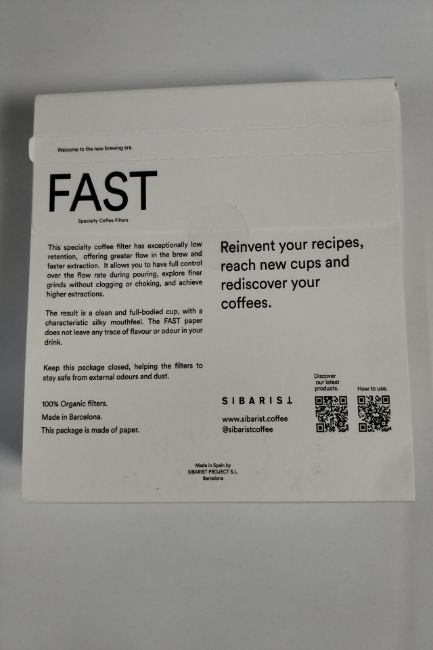 Welcome to the new brewing era.
FAST
Specialty Coffee Filters
This specialty coffee filter has exceptionally low
retention, offering greater flow in the brew and
faster extraction. It allows you to have full control
over the flow rate during pouring, explore finer
grinds without clogging or choking, and achieve
higher extractions.
The result is a clean and full-bodied cup, with a
characteristic silky mouthfeel. The FAST paper
does not leave any trace of flavour or odour in your
drink.
Keep this package closed, helping the filters to
stay safe from external odours and dust.
100% Organic filters.
Made in Barcelona.
This package is made of paper.
Reinvent your recipes,
reach new cups and
rediscover your
coffees.
SIBARIST
www.sibarist.coffee
@sibaristcoffee
Discover
our latest
products.
How to use.
Made in Spain by
SIBARIST PROJECT S.L.
Barcelona